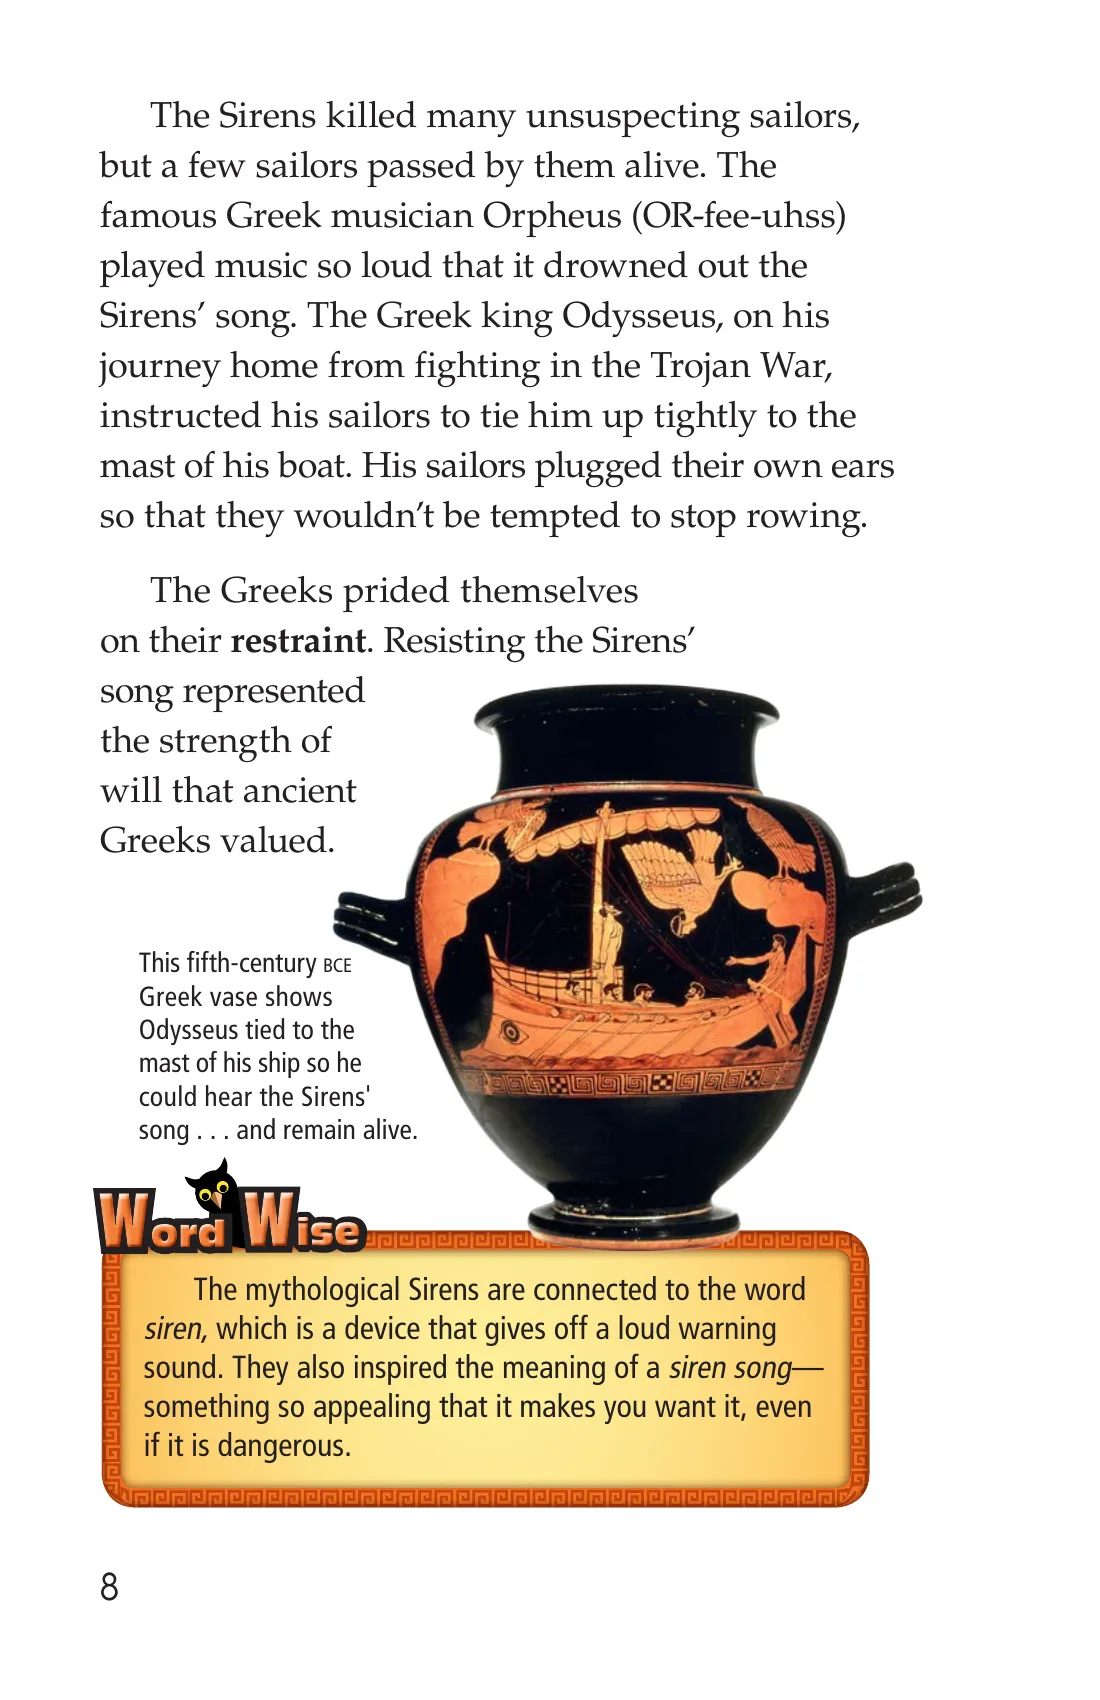 The Sirens killed many unsuspecting sailors,
but a few sailors passed by them alive. The
famous Greek musician Orpheus (OR-fee-uhss)
played music so loud that it drowned out the
Sirens’ song. The Greek king Odysseus, on his
journey home from fighting in the Trojan War,
instructed his sailors to tie him up tightly to the
mast of his boat. His sailors plugged their own ears
so that they wouldn’t be tempted to stop rowing.
The Greeks prided themselves
on their restraint. Resisting the Sirens’
song represented
the strength of
will that ancient
Greeks valued.
This fifth-century BCE
Greek vase shows
Odysseus tied to the
mast of his ship so he
could hear the Sirens'
song . . . and remain alive.
Word Wise
The mythological Sirens are connected to the word
siren, which is a device that gives off a loud warning
sound. They also inspired the meaning of a siren song—
something so appealing that it makes you want it, even
if it is dangerous.
8